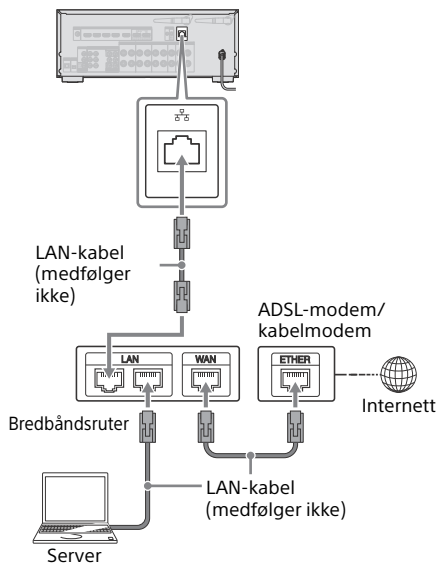 LAN-kabel
(medfølger
ikke)
ADSL-modem/
kabelmodem
LAN
WAN
ETHER
Internett
Bredbåndsruter
LAN-kabel
(medfølger ikke)
Server